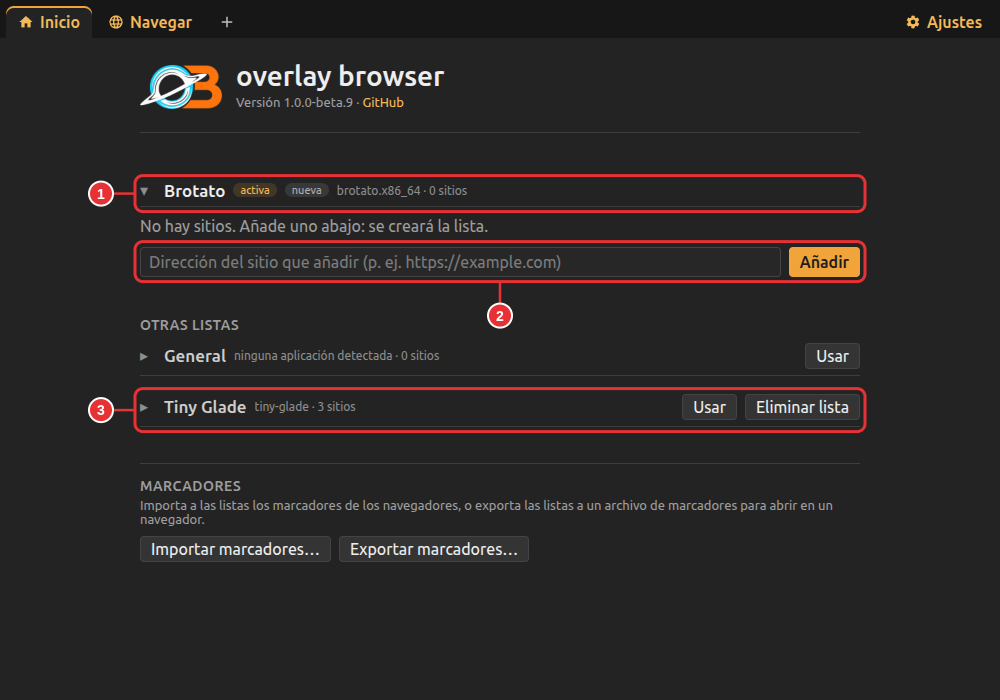 Inicio Navegar + Ajustes
overlay browser
Versión 1.0.0-beta.9 · GitHub
1 Brotato activa nueva brotato.x86_64 · 0 sitios
No hay sitios. Añade uno abajo: se creará la lista.
Dirección del sitio que añadir (p. ej. https://example.com) Añadir
2
OTRAS LISTAS
General ninguna aplicación detectada · 0 sitios Usar
3 Tiny Glade tiny-glade · 3 sitios Usar Eliminar lista
MARCADORES
Importa a las listas los marcadores de los navegadores, o exporta las listas a un archivo de marcadores para abrir en un
navegador.
Importar marcadores… Exportar marcadores…